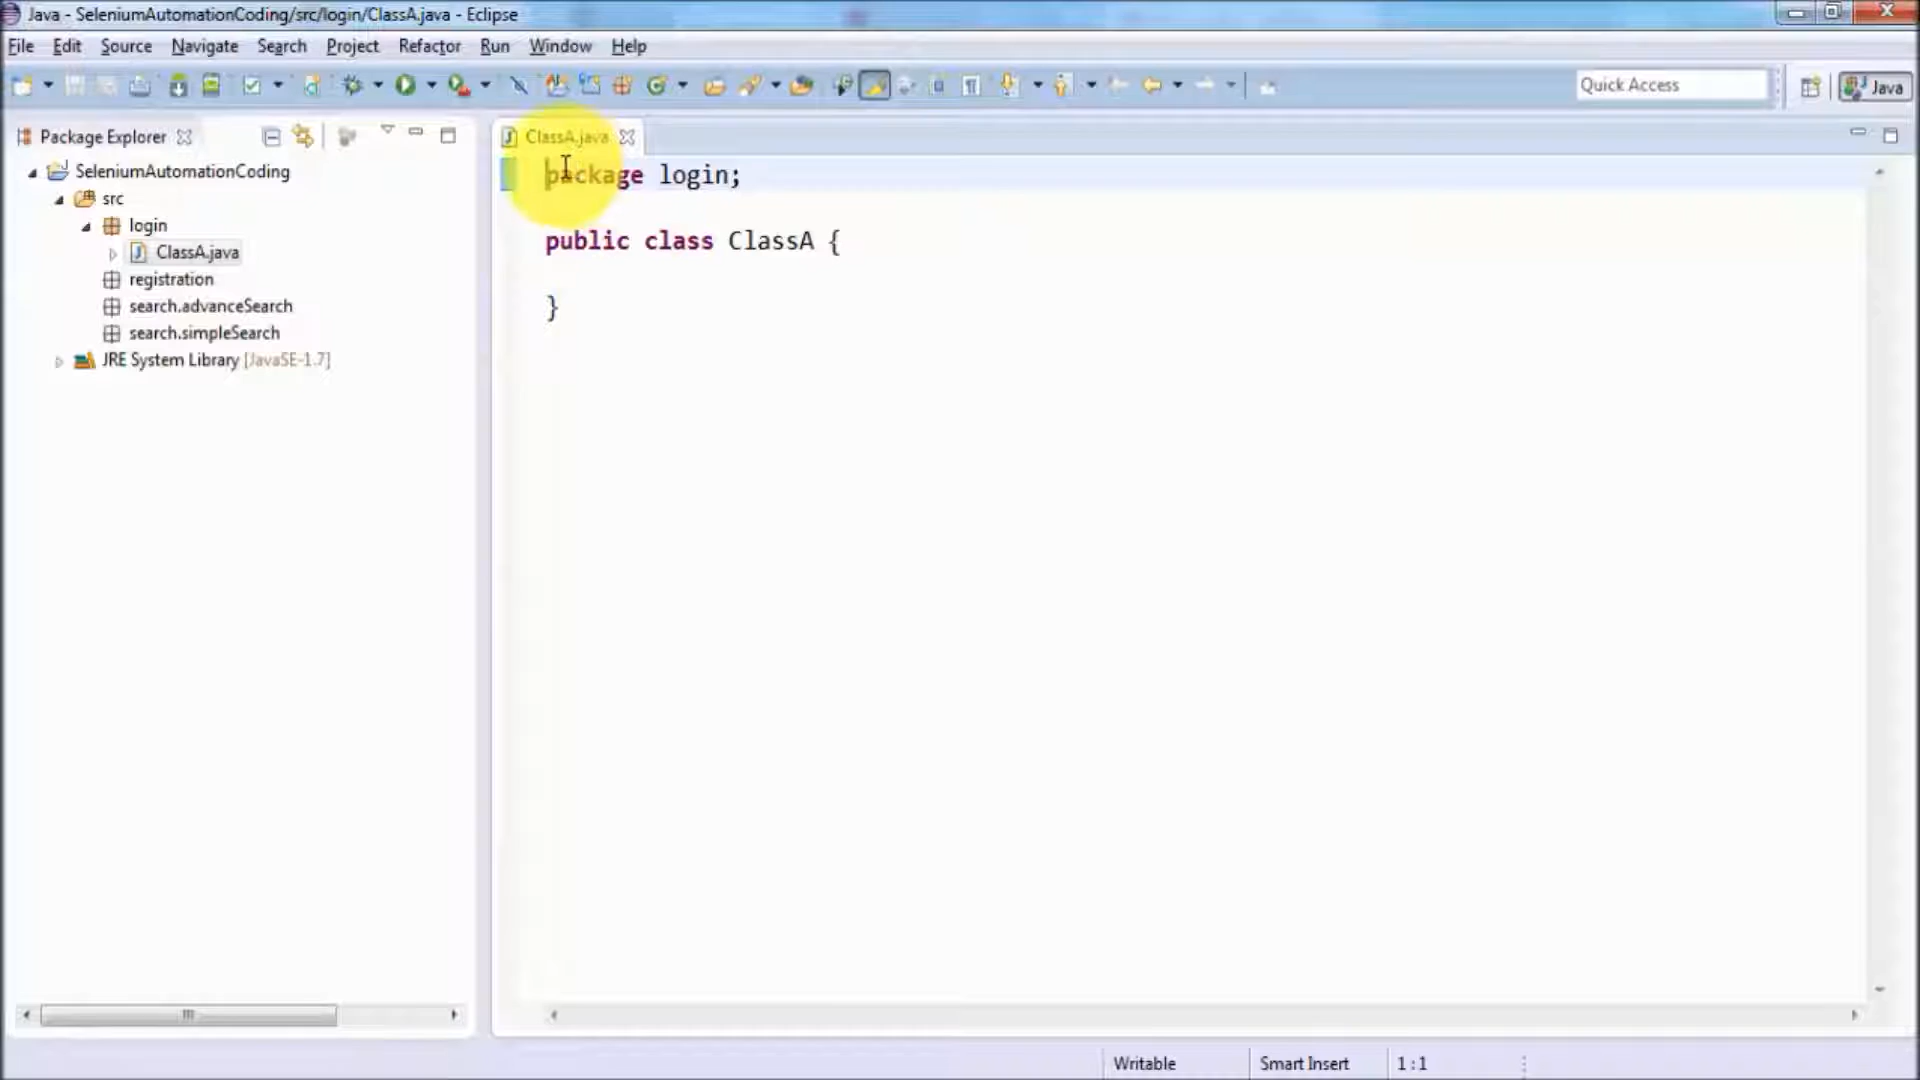 Java - SeleniumAutomationCoding/src/login/ClassA.java - Eclipse
File Edit Source Navigate Search Project Refactor Run Window Help
Quick Access
Java
Package Explorer
ClassA.java
SeleniumAutomationCoding
src
login
ClassA.java
registration
search.advanceSearch
search.simpleSearch
JRE System Library [JavaSE-1.7]
package login;
public class ClassA {
}
Writable
Smart Insert
1 : 1